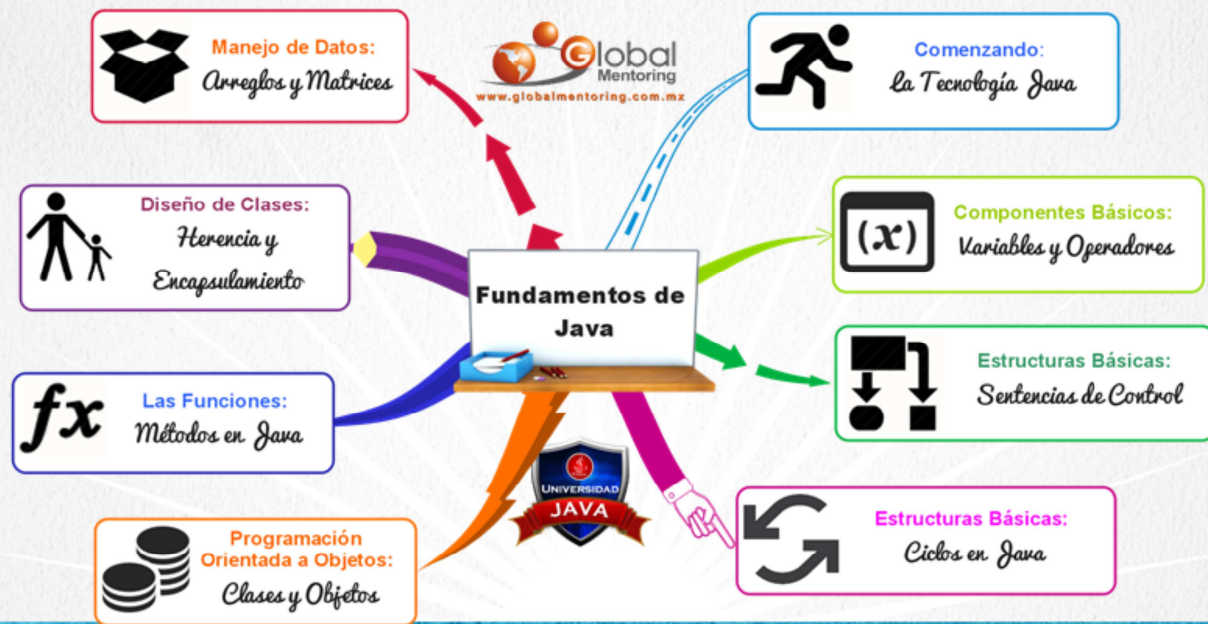 Global
Mentoring
www.globalmentoring.com.mx
Fundamentos de
Java
Comenzando:
La Tecnología Java
Componentes Básicos:
(x)
Variables y Operadores
Estructuras Básicas:
Sentencias de Control
Estructuras Básicas:
Ciclos en Java
Programación
Orientada a Objetos:
Clases y Objetos
Las Funciones:
fx
Métodos en Java
Diseño de Clases:
Herencia y
Encapsulamiento
Manejo de Datos:
Arreglos y Matrices
UNIVERSIDAD
JAVA